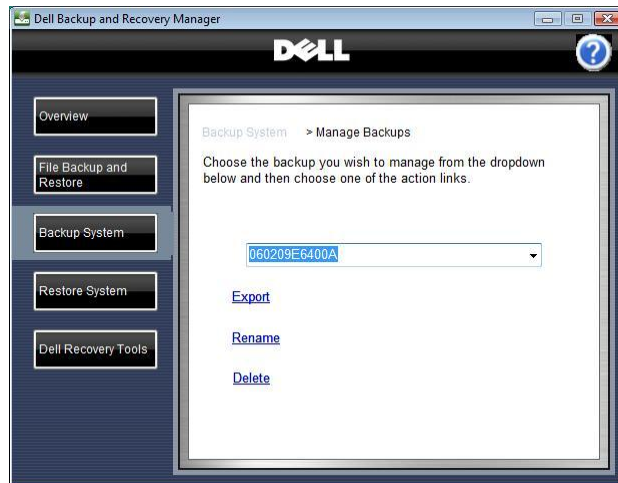 Dell Backup and Recovery Manager
DELL
?
Overview
File Backup and
Restore
Backup System
Restore System
Dell Recovery Tools
Backup System > Manage Backups
Choose the backup you wish to manage from the dropdown
below and then choose one of the action links.
060209E6400A
Export
Rename
Delete